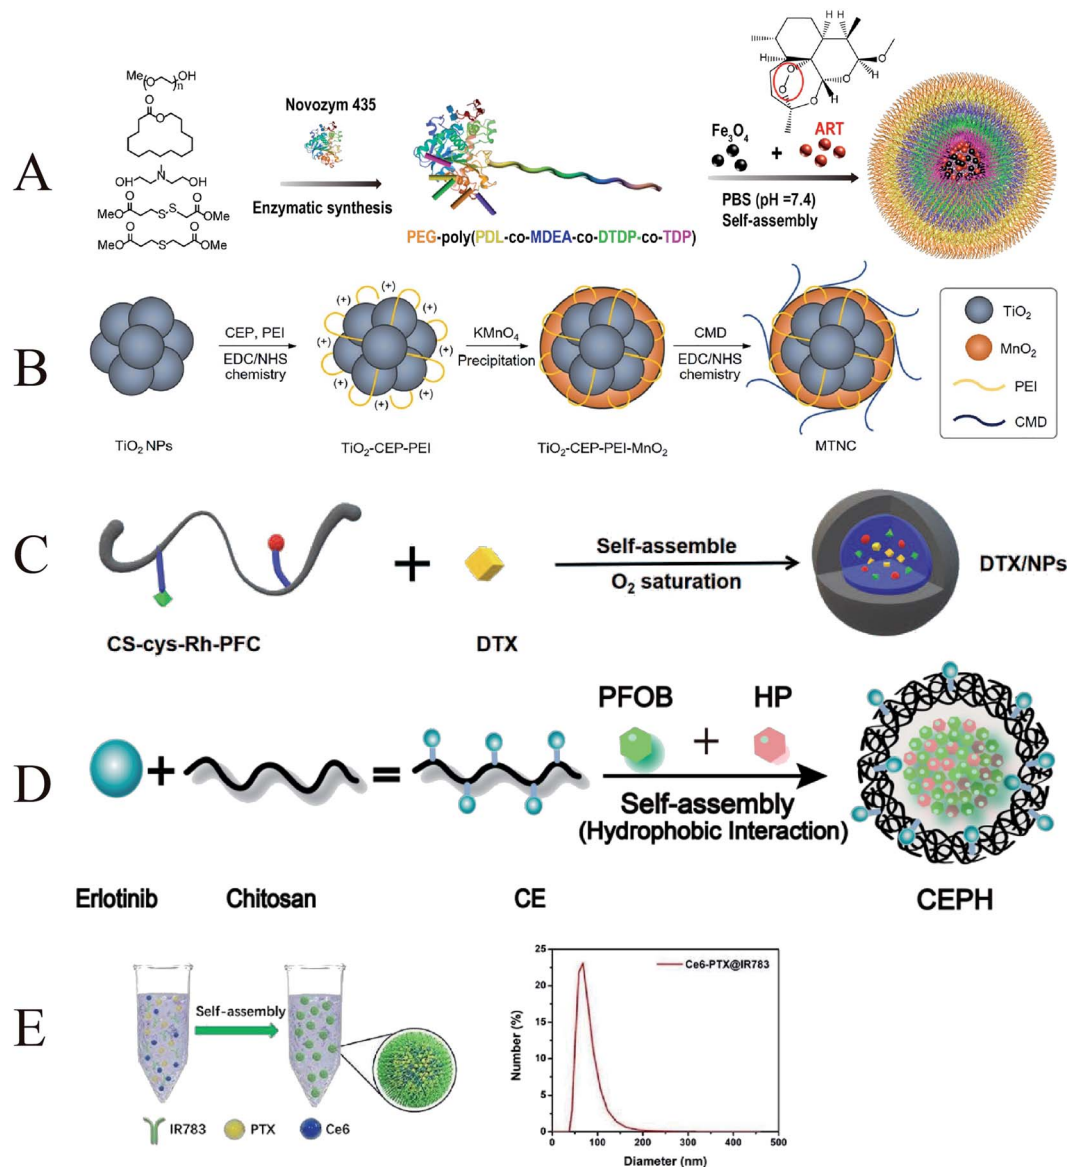 A
Me
O
OH
n
O
O
N
OH
OH
MeO
O
S
S
O
OMe
MeO
O
S
O
OMe
Novozym 435
Enzymatic synthesis
PEG-poly(PDL-co-MDEA-co-DTDP-co-TDP)
H
H
H
O
O
O
O
O
H
Fe3O4
+
ART
PBS (pH =7.4)
Self-assembly
B
TiO2 NPs
CEP, PEI
EDC/NHS
chemistry
(+)
(+)
(+)
(+)
(+)
(+)
(+)
(+)
(+)
(+)
TiO2-CEP-PEI
KMnO4
Precipitation
TiO2-CEP-PEI-MnO2
CMD
EDC/NHS
chemistry
MTNC
TiO2
MnO2
PEI
CMD
C
CS-cys-Rh-PFC
+
DTX
Self-assemble
O2 saturation
DTX/NPs
D
Erlotinib
+
Chitosan
=
CE
PFOB
+
HP
Self-assembly
(Hydrophobic Interaction)
CEPH
E
Self-assembly
IR783
PTX
Ce6
Ce6-PTX@IR783
Number (%)
25
20
15
10
5
0
0
100
200
300
400
500
Diameter (nm)